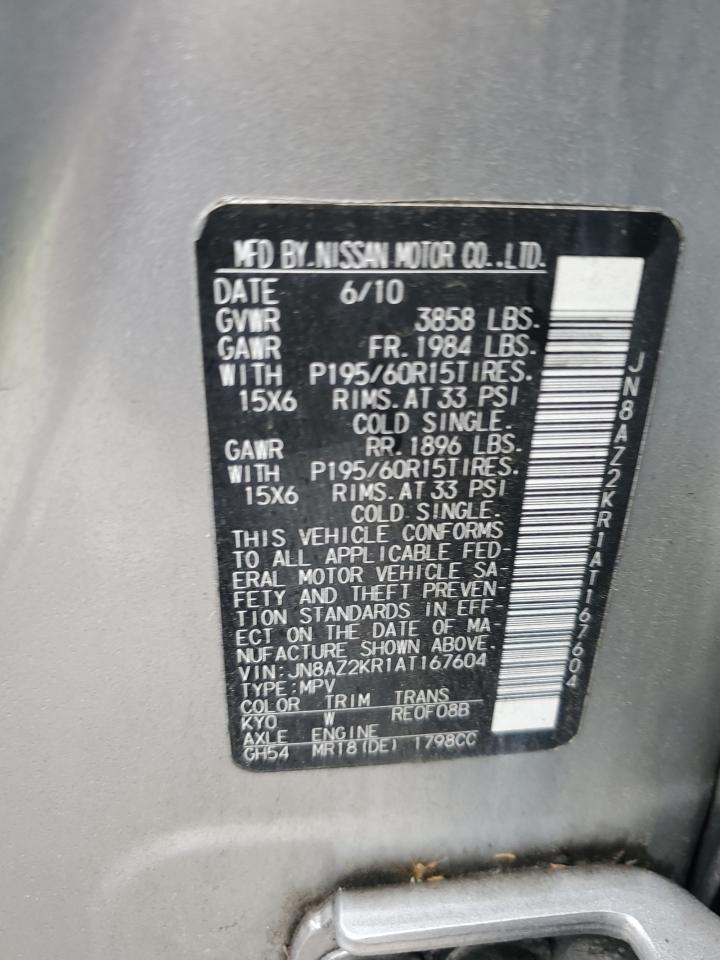 MFD BY.NISSAN MOTOR CO.,LTD.
DATE 6/10
GVWR 3858 LBS.
GAWR FR.1984 LBS.
WITH P195/60R15TIRES.
15X6 RIMS.AT 33 PSI
COLD SINGLE.
GAWR RR.1896 LBS.
WITH P195/60R15TIRES.
15X6 RIMS.AT 33 PSI
COLD SINGLE.
THIS VEHICLE CONFORMS
TO ALL APPLICABLE FED-
ERAL MOTOR VEHICLE SA-
FETY AND THEFT PREVEN-
TION STANDARDS IN EFF-
ECT ON THE DATE OF MA-
NUFACTURE SHOWN ABOVE.
VIN:JN8AZ2KR1AT167604
TYPE:MPV
COLOR TRIM TRANS
KY0 W RE0F08B
AXLE ENGINE
GH54 MR18(DE) 1798CC
JN8AZ2KR1AT167604